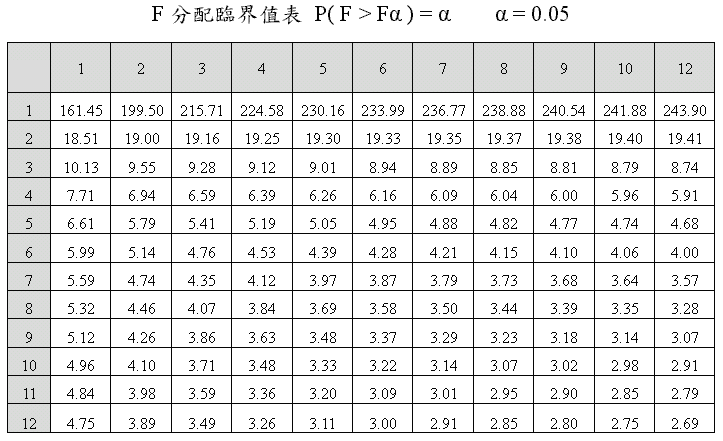 F 分配臨界值表 P( F > Fα ) = α α = 0.05
1 2 3 4 5 6 7 8 9 10 12
1 161.45 199.50 215.71 224.58 230.16 233.99 236.77 238.88 240.54 241.88 243.90
2 18.51 19.00 19.16 19.25 19.30 19.33 19.35 19.37 19.38 19.40 19.41
3 10.13 9.55 9.28 9.12 9.01 8.94 8.89 8.85 8.81 8.79 8.74
4 7.71 6.94 6.59 6.39 6.26 6.16 6.09 6.04 6.00 5.96 5.91
5 6.61 5.79 5.41 5.19 5.05 4.95 4.88 4.82 4.77 4.74 4.68
6 5.99 5.14 4.76 4.53 4.39 4.28 4.21 4.15 4.10 4.06 4.00
7 5.59 4.74 4.35 4.12 3.97 3.87 3.79 3.73 3.68 3.64 3.57
8 5.32 4.46 4.07 3.84 3.69 3.58 3.50 3.44 3.39 3.35 3.28
9 5.12 4.26 3.86 3.63 3.48 3.37 3.29 3.23 3.18 3.14 3.07
10 4.96 4.10 3.71 3.48 3.33 3.22 3.14 3.07 3.02 2.98 2.91
11 4.84 3.98 3.59 3.36 3.20 3.09 3.01 2.95 2.90 2.85 2.79
12 4.75 3.89 3.49 3.26 3.11 3.00 2.91 2.85 2.80 2.75 2.69